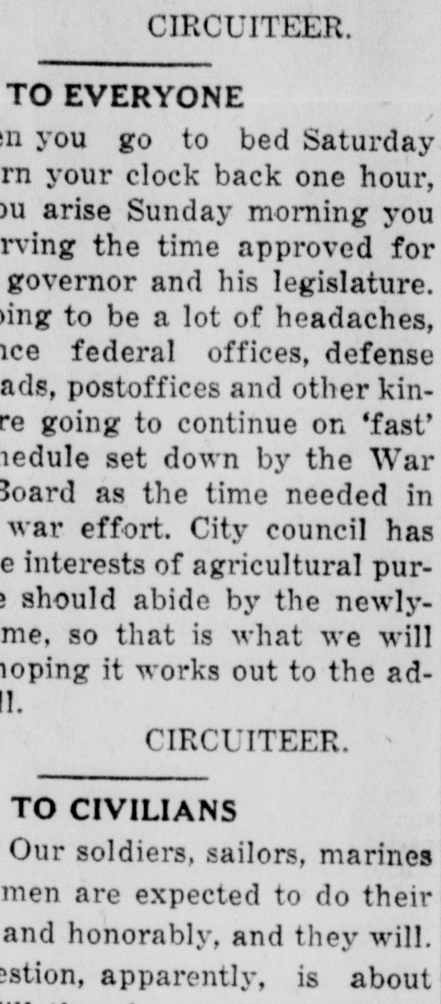 CIRCUITEER.
TO EVERYONE
en you go to bed Saturday
rn your clock back one hour,
ou arise Sunday morning you
rving the time approved for
governor and his legislature.
oing to be a lot of headaches,
nce federal offices, defense
ads, postoffices and other kin-
re going to continue on 'fast'
hedule set down by the War
Board as the time needed in
war effort. City council has
e interests of agricultural pur-
e should abide by the newly-
me, so that is what we will
hoping it works out to the ad-
ll.
CIRCUITEER.
TO CIVILIANS
Our soldiers, sailors, marines
men are expected to do their
and honorably, and they will.
estion, apparently, is about